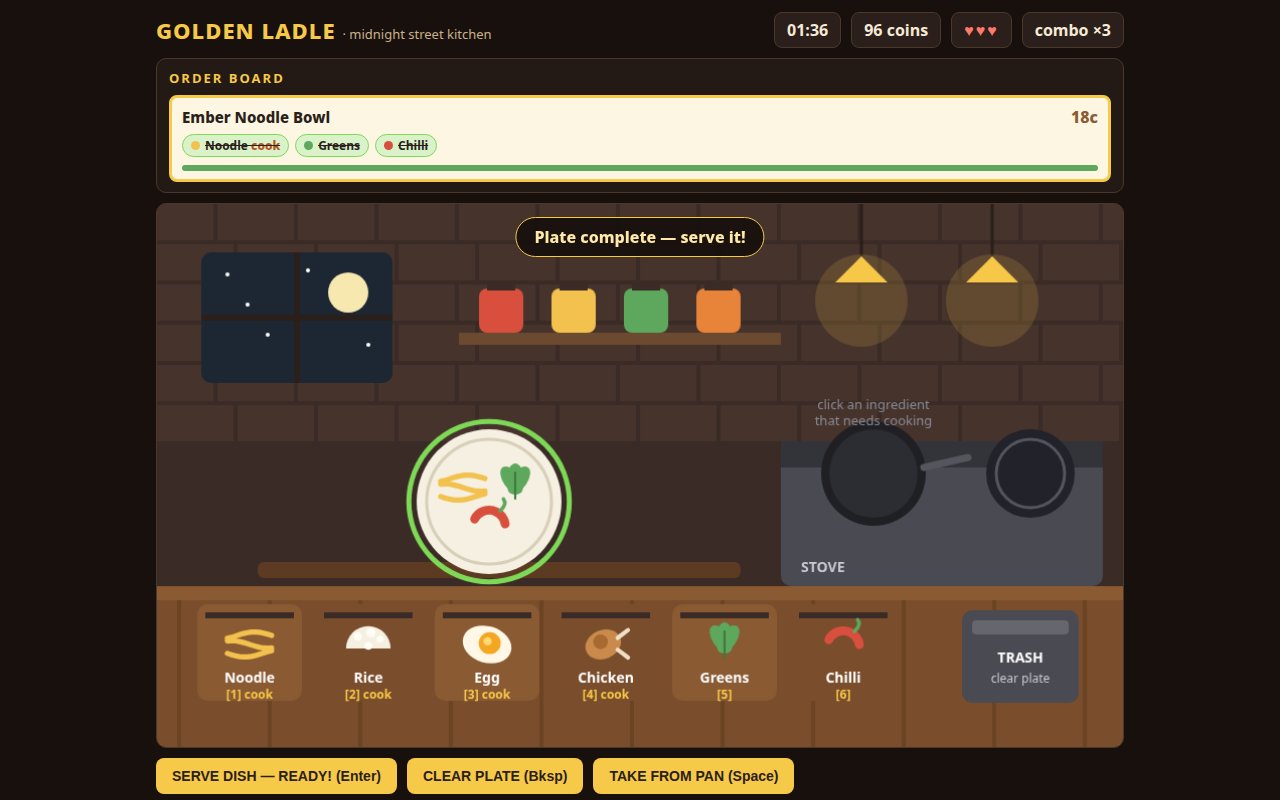 GOLDEN LADLE · midnight street kitchen
01:36
96 coins
♥♥♥
combo ×3
ORDER BOARD
Ember Noodle Bowl 18c
Noodle cook Greens Chilli
Plate complete — serve it!
click an ingredient
that needs cooking
STOVE
Noodle
[1] cook
Rice
[2] cook
Egg
[3] cook
Chicken
[4] cook
Greens
[5]
Chilli
[6]
TRASH
clear plate
SERVE DISH — READY! (Enter)
CLEAR PLATE (Bksp)
TAKE FROM PAN (Space)